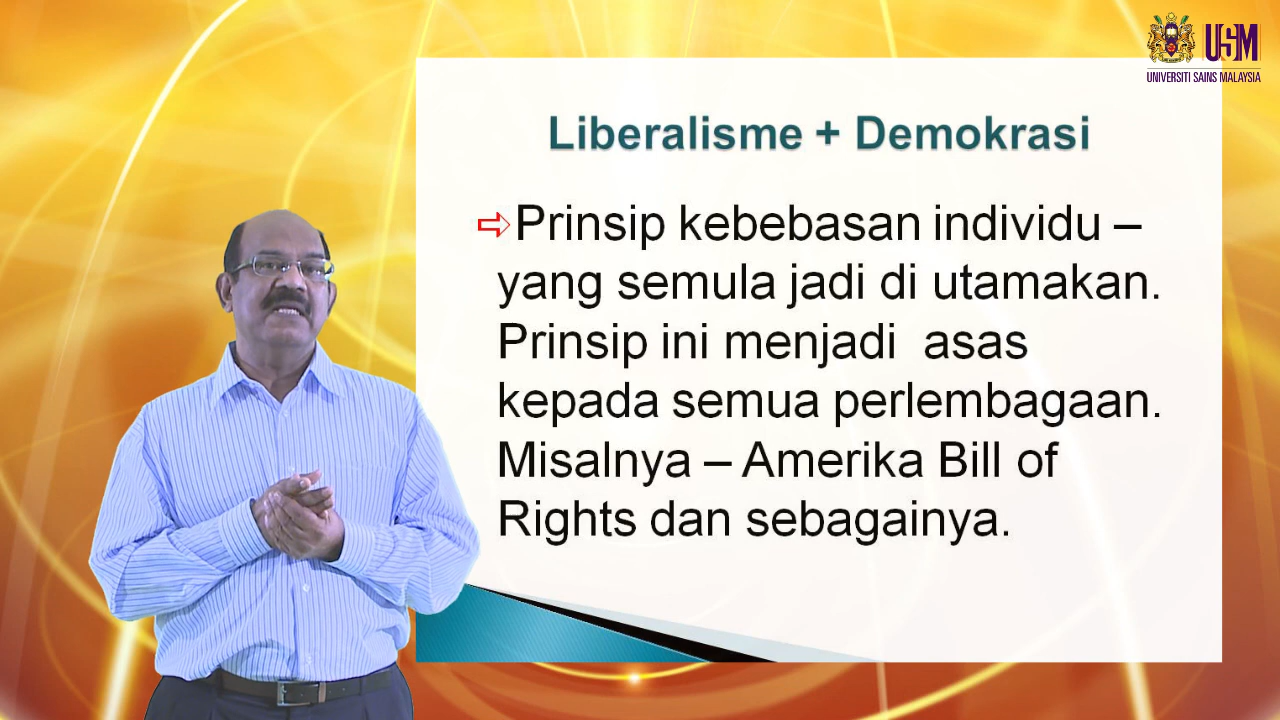 USM
UNIVERSITI SAINS MALAYSIA
Liberalisme + Demokrasi
⇨Prinsip kebebasan individu –
yang semula jadi di utamakan.
Prinsip ini menjadi asas
kepada semua perlembagaan.
Misalnya – Amerika Bill of
Rights dan sebagainya.